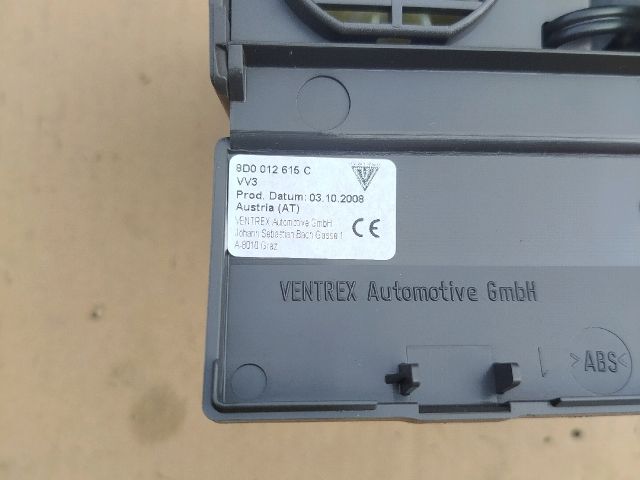 8D0 012 615 C
VV3
Prod. Datum: 03.10.2008
Austria (AT)
VENTREX Automotive GmbH
Johann Sebastian Bach Gasse 1
A-8010 Graz
CE
VENTREX Automotive GmbH
>ABS<